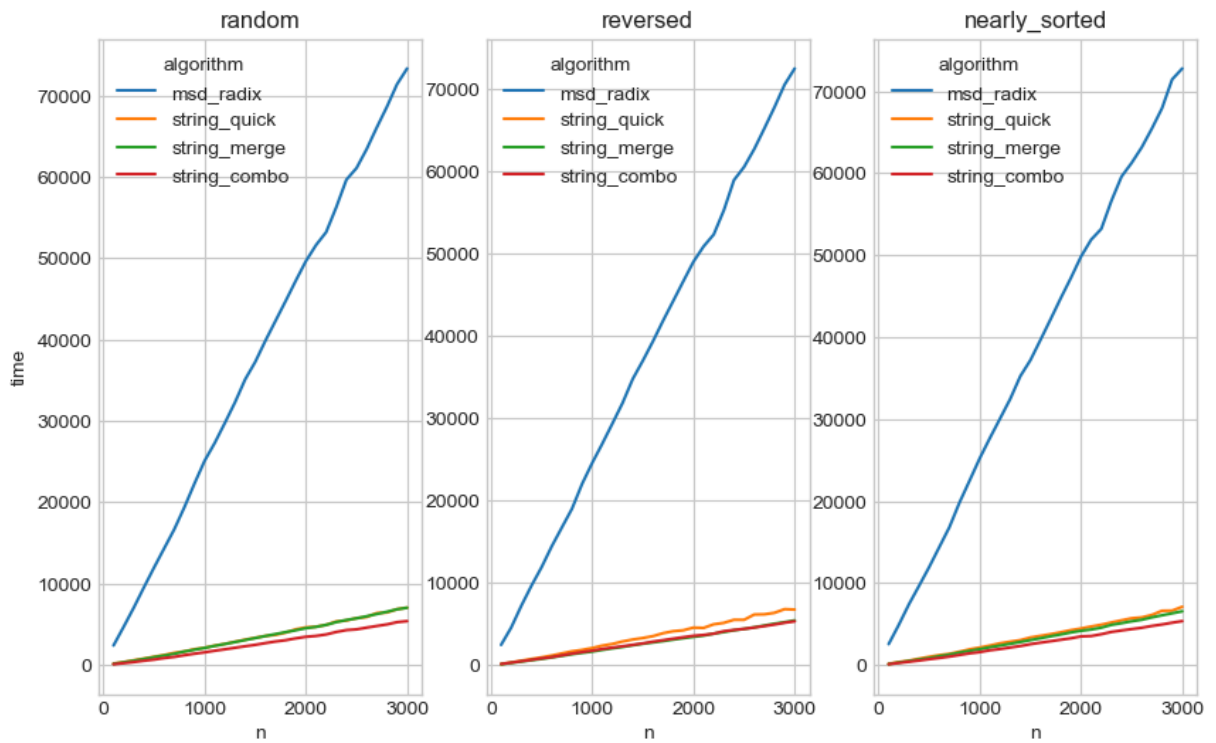 random
algorithm
msd_radix
string_quick
string_merge
string_combo
70000
60000
50000
40000
30000
20000
10000
0
time
0 1000 2000 3000
n
reversed
algorithm
msd_radix
string_quick
string_merge
string_combo
70000
60000
50000
40000
30000
20000
10000
0
0 1000 2000 3000
n
nearly_sorted
algorithm
msd_radix
string_quick
string_merge
string_combo
70000
60000
50000
40000
30000
20000
10000
0
0 1000 2000 3000
n